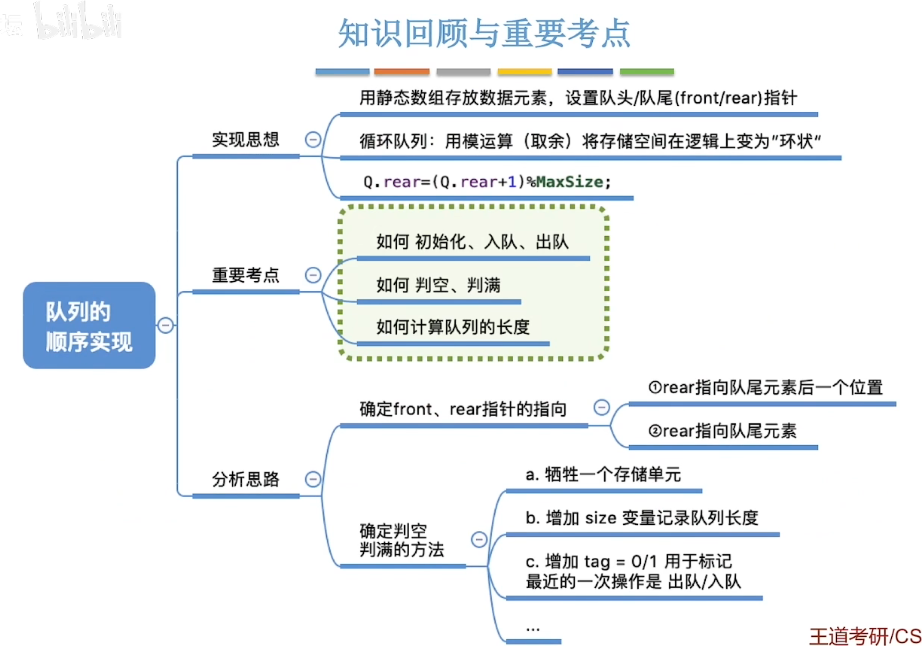 bilibili
知识回顾与重要考点
用静态数组存放数据元素，设置队头/队尾(front/rear)指针
实现思想
循环队列：用模运算（取余）将存储空间在逻辑上变为"环状“
Q.rear=(Q.rear+1)%MaxSize;
如何 初始化、入队、出队
重要考点
如何 判空、判满
如何计算队列的长度
队列的
顺序实现
确定front、rear指针的指向
①rear指向队尾元素后一个位置
②rear指向队尾元素
分析思路
确定判空
判满的方法
a. 牺牲一个存储单元
b. 增加 size 变量记录队列长度
c. 增加 tag = 0/1 用于标记
最近的一次操作是 出队/入队
...
王道考研/CS